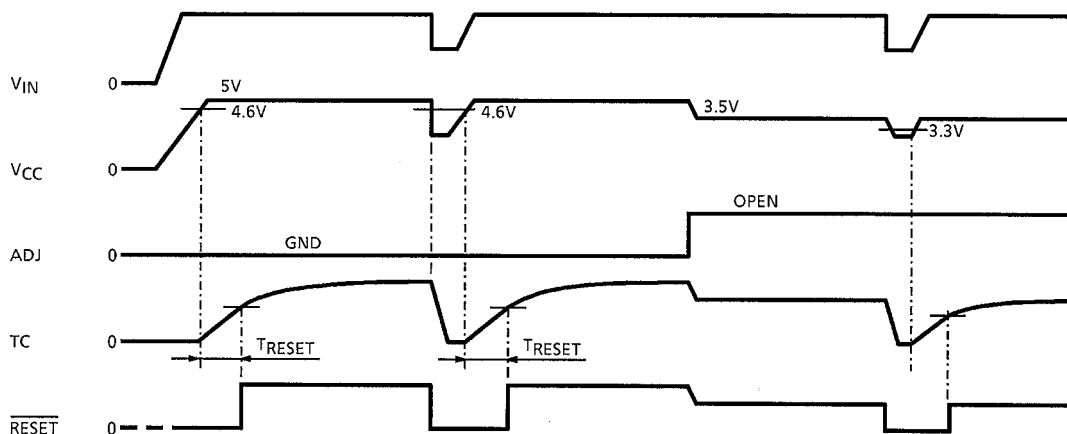 VIN 0
5V
4.6V 4.6V 3.5V 3.3V
VCC 0
OPEN
ADJ 0 GND
TC 0
TRESET TRESET
RESET 0